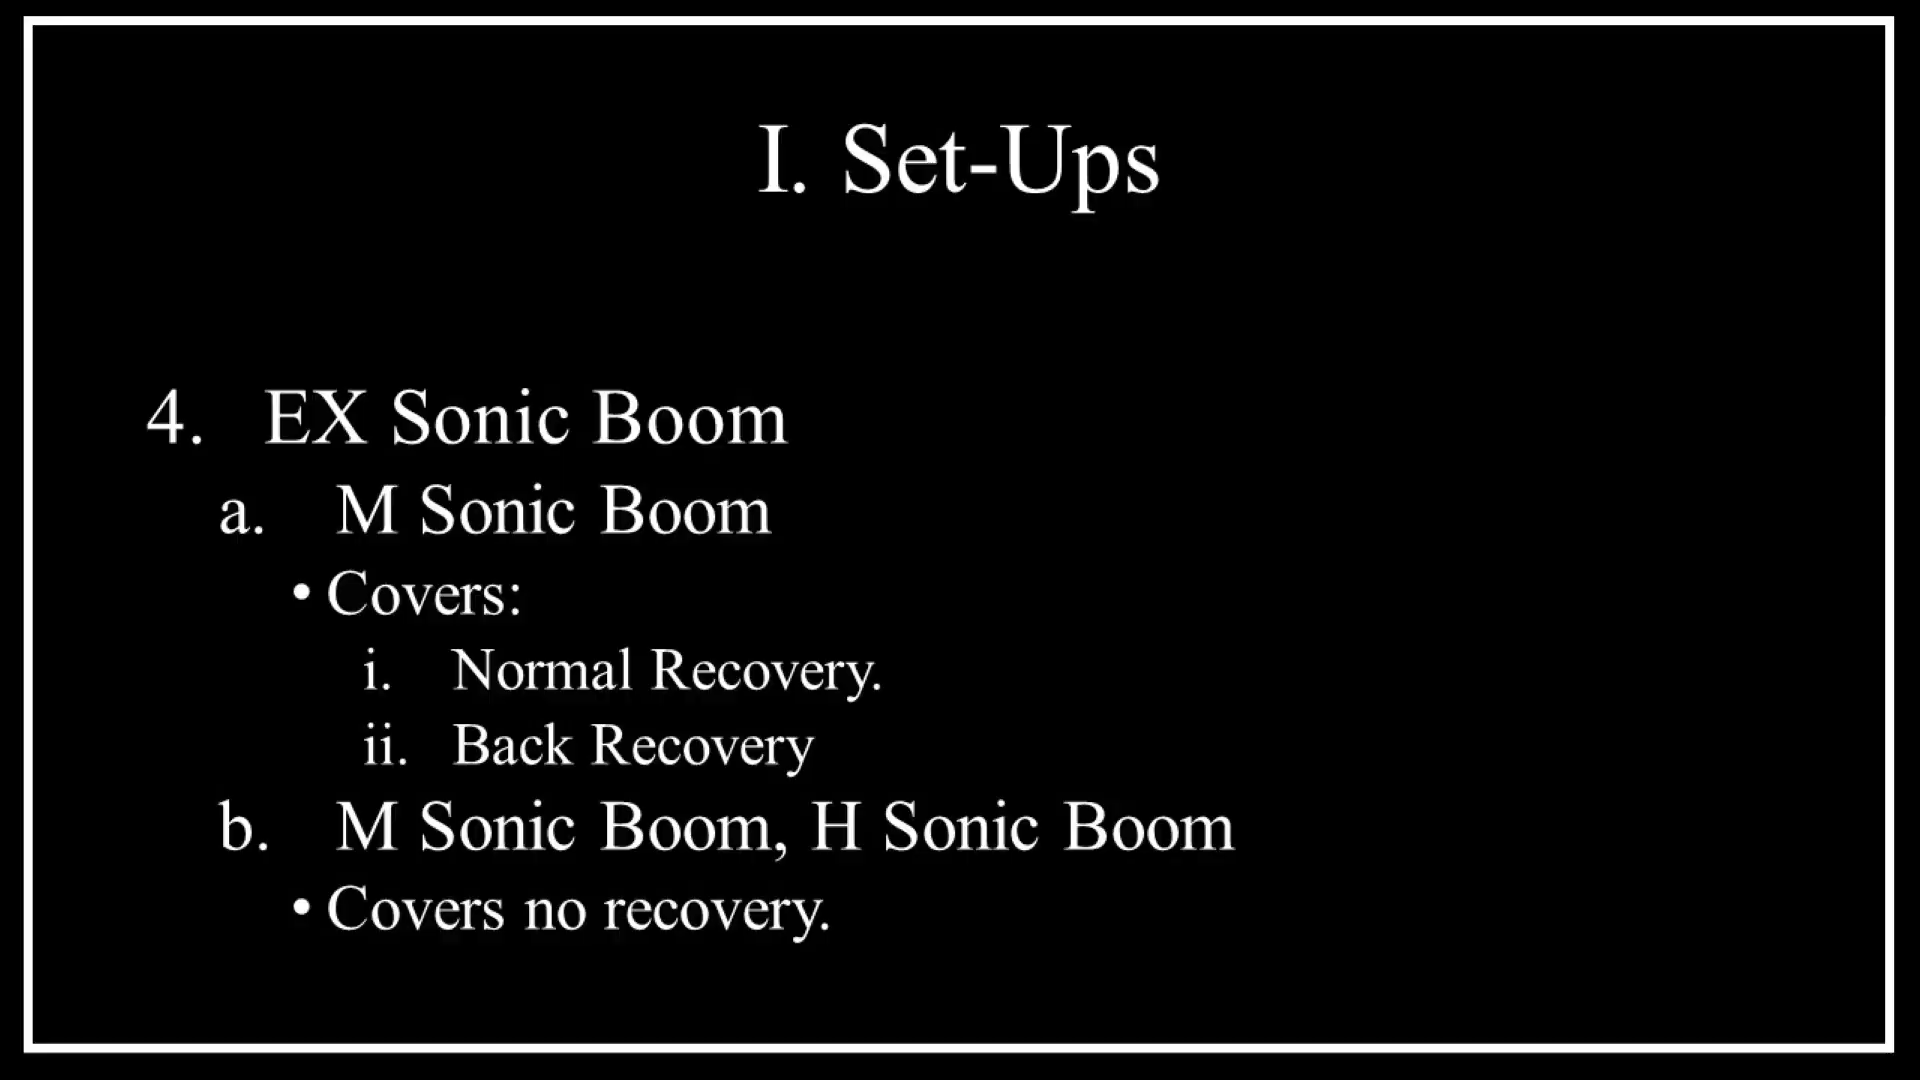 I. Set-Ups
4. EX Sonic Boom
a. M Sonic Boom
• Covers:
i. Normal Recovery.
ii. Back Recovery
b. M Sonic Boom, H Sonic Boom
• Covers no recovery.